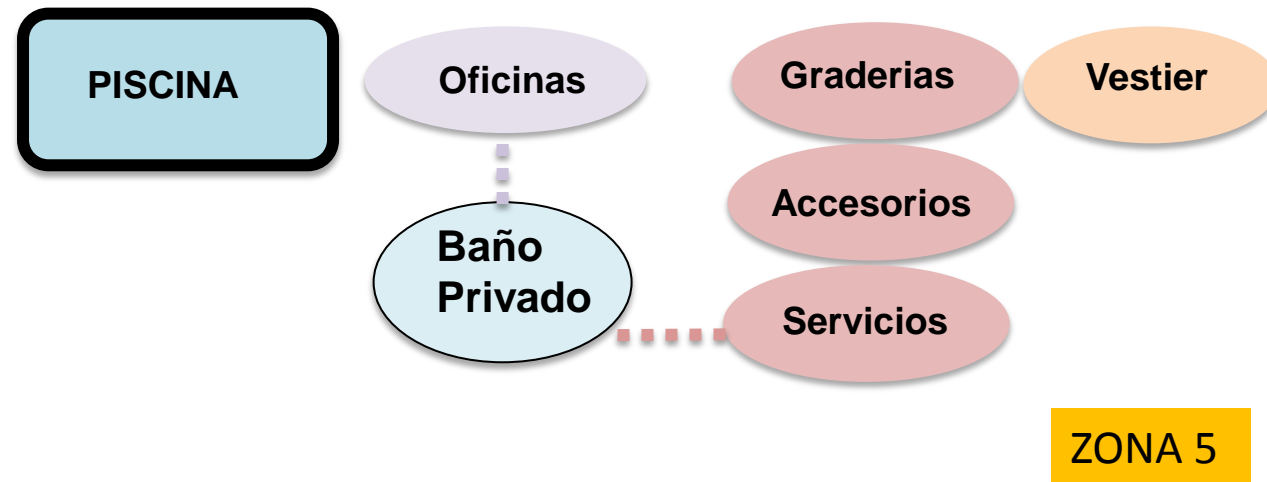 PISCINA
Oficinas
Graderias
Vestier
Accesorios
Baño
Privado
Servicios
ZONA 5